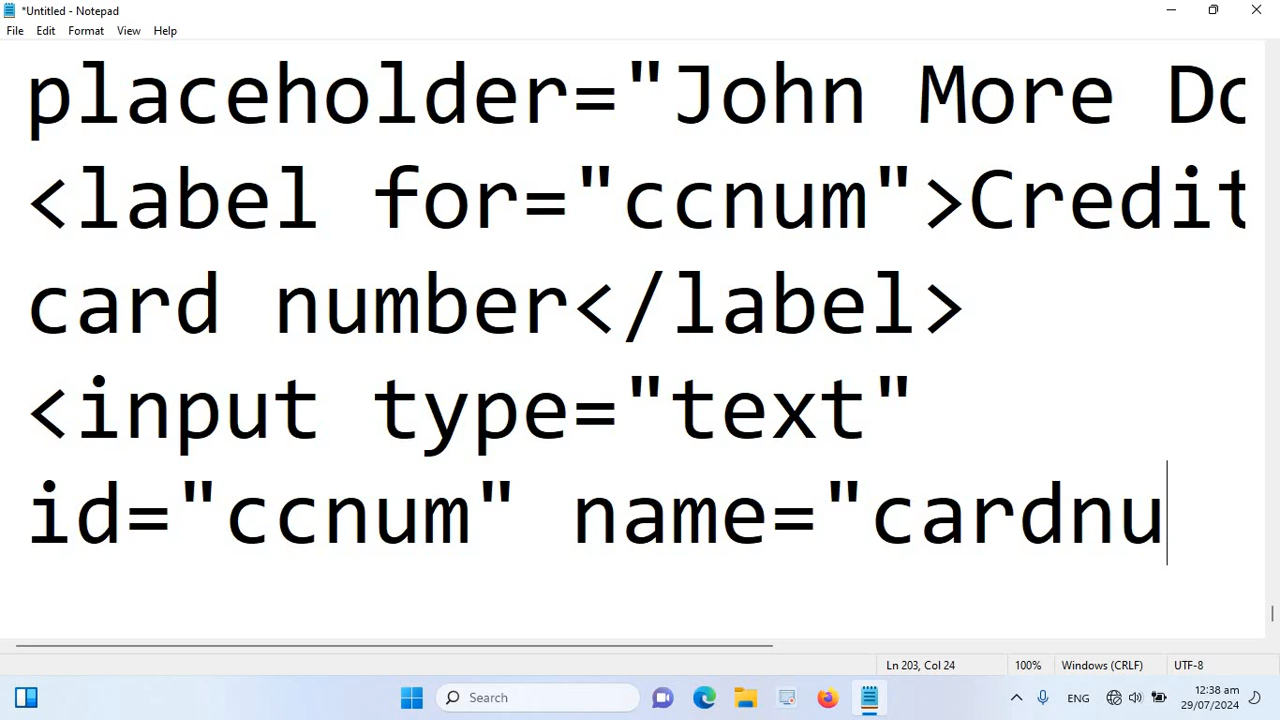 *Untitled - Notepad
File Edit Format View Help
placeholder="John More Do
<label for="ccnum">Credit
card number</label>
<input type="text"
id="ccnum" name="cardnu
Ln 203, Col 24 100% Windows (CRLF) UTF-8
Search ENG 12:38 am
29/07/2024